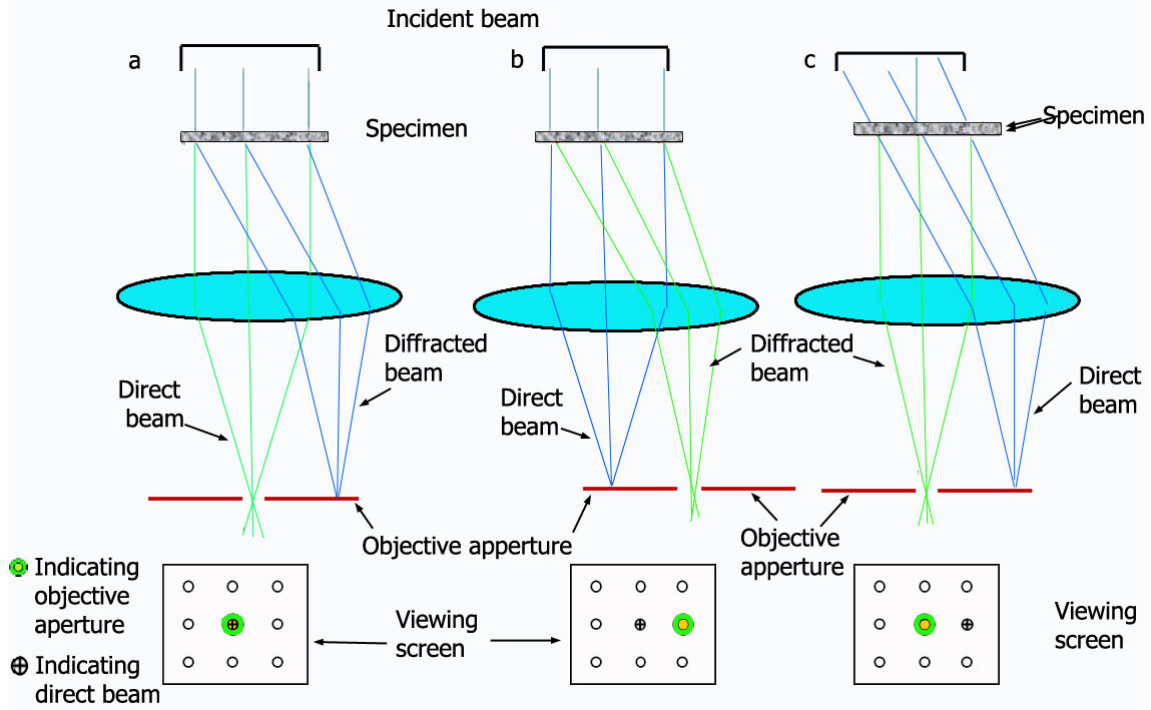 Incident beam
a
b
c
Specimen
Specimen
Direct
beam
Diffracted
beam
Direct
beam
Diffracted
beam
Direct
beam
Objective apperture
Objective
apperture
Indicating
objective
aperture
Indicating
direct beam
Viewing
screen
Viewing
screen